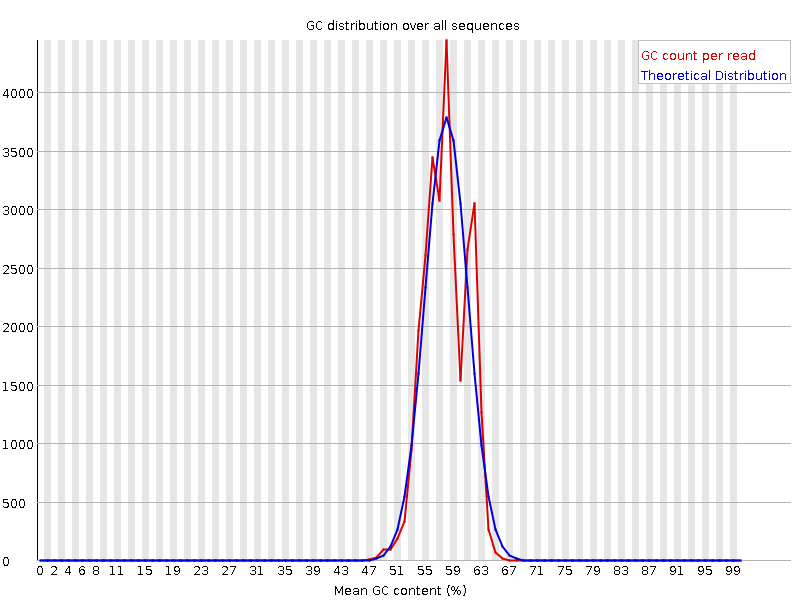 GC distribution over all sequences
GC count per read
Theoretical Distribution
4000
3500
3000
2500
2000
1500
1000
500
0
0 2 4 6 8 11 15 19 23 27 31 35 39 43 47 51 55 59 63 67 71 75 79 83 87 91 95 99
Mean GC content (%)